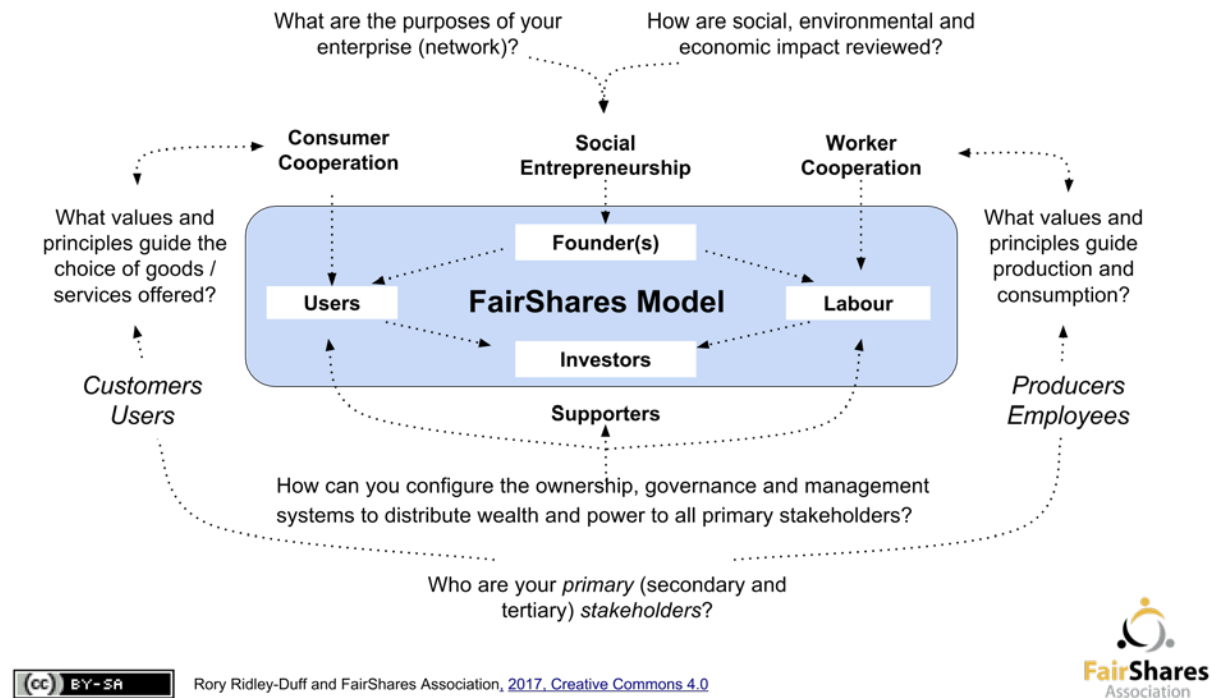 What are the purposes of your
enterprise (network)?
How are social, environmental and
economic impact reviewed?
Consumer
Cooperation
Social
Entrepreneurship
Worker
Cooperation
What values and
principles guide the
choice of goods /
services offered?
What values and
principles guide
production and
consumption?
Founder(s)
Users
FairShares Model
Labour
Investors
Customers
Users
Producers
Employees
Supporters
How can you configure the ownership, governance and management
systems to distribute wealth and power to all primary stakeholders?
Who are your primary (secondary and
tertiary) stakeholders?
FairShares
Association
cc BY-SA
Rory Ridley-Duff and FairShares Association, 2017, Creative Commons 4.0